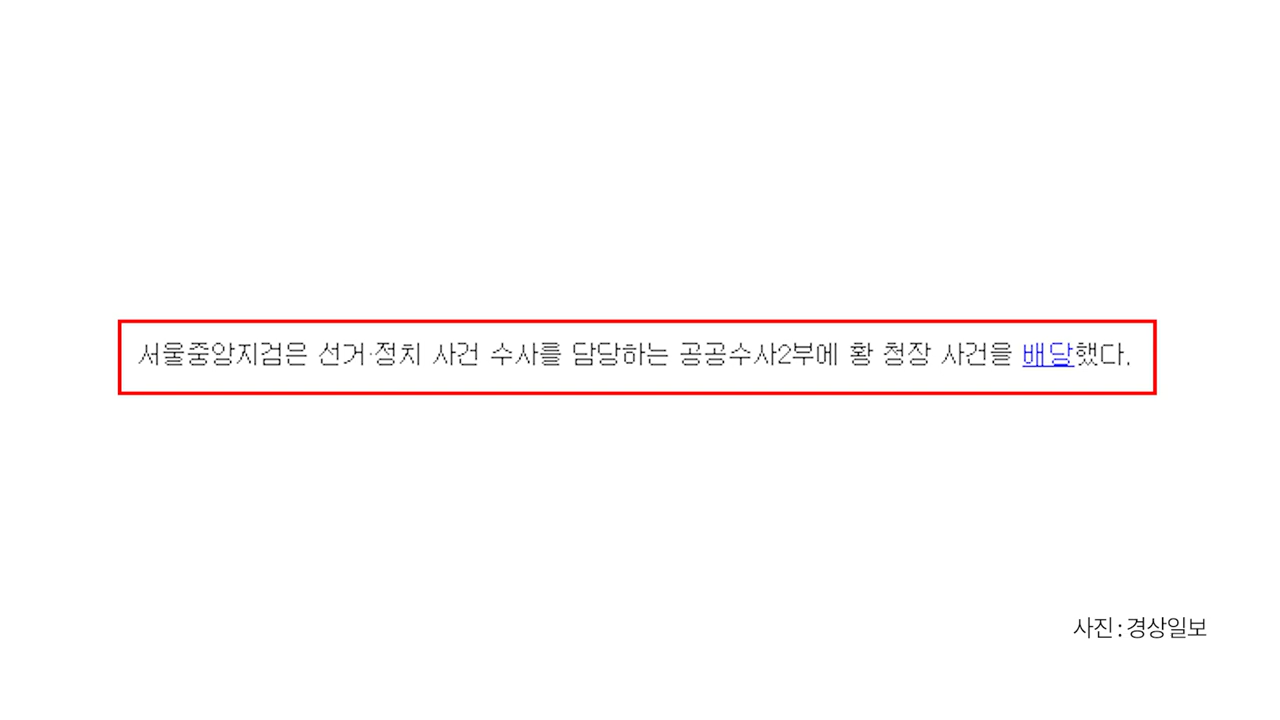 서울중앙지검은 선거·정치 사건 수사를 담당하는 공공수사2부에 황 청장 사건을 배당했다.
사진 : 경상일보